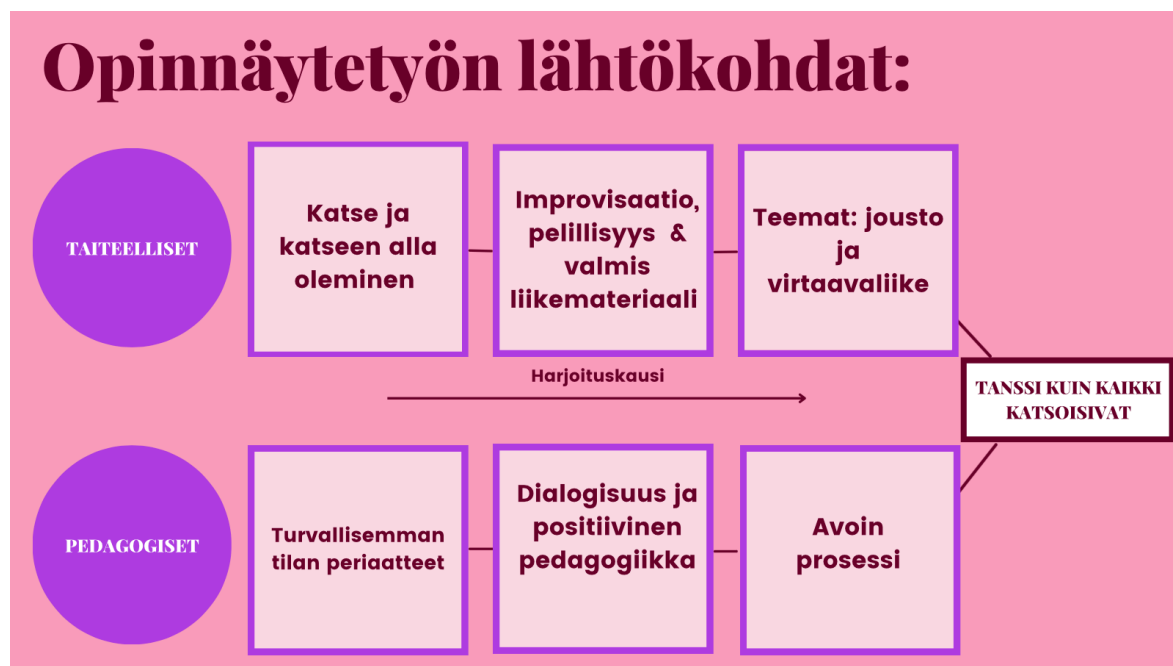 Opinnäytetyön lähtökohdat:
TAITEELLISET
Katse ja
katseen alla
oleminen
Improvisaatio,
pelillisyys &
valmis
liikemateriaali
Teemat: jousto
ja
virtaavaliike
Harjoituskausi
TANSSI KUIN KAIKKI
KATSOISIVAT
PEDAGOGISET
Turvallisemman
tilan periaatteet
Dialogisuus ja
positiivinen
pedagogiikka
Avoin
prosessi